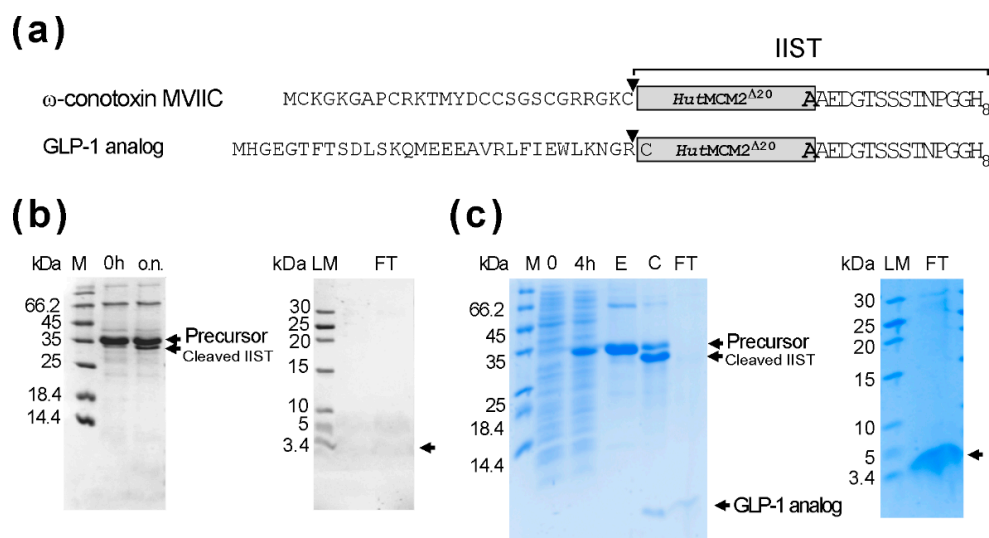 (a)
IIST
ω-conotoxin MVIIC MCKGKGAPCRKTMYDCCSGSCGRRGKC HutMCM2Δ20 AAEDGTSSSTNPGGH8
GLP-1 analog MHGEGTFTSDLSKQMEEEAVRLFIEWLKNGR C HutMCM2Δ20 AAEDGTSSSTNPGGH8
(b)
kDa M 0h o.n.
66.2
45
35
25
18.4
14.4
Precursor
Cleaved IIST
kDa LM FT
30
25
20
15
10
5
3.4
(c)
kDa M 0 4h E C FT
66.2
45
35
25
18.4
14.4
Precursor
Cleaved IIST
GLP-1 analog
kDa LM FT
30
25
20
15
10
5
3.4